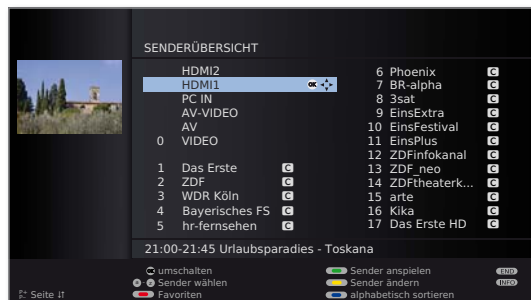 SENDERÜBERSICHT
HDMI2
HDMI1 OK
PC IN
AV-VIDEO
AV
0 VIDEO
1 Das Erste C
2 ZDF C
3 WDR Köln C
4 Bayerisches FS C
5 hr-fernsehen C
6 Phoenix C
7 BR-alpha C
8 3sat C
9 EinsExtra C
10 EinsFestival C
11 EinsPlus C
12 ZDFinfokanal C
13 ZDF_neo C
14 ZDFtheaterk... C
15 arte C
16 Kika C
17 Das Erste HD C
21:00-21:45 Urlaubsparadies - Toskana
OK umschalten
Sender wählen
Favoriten
Sender anspielen
Sender ändern
alphabetisch sortieren
END
INFO
P+ P- Seite